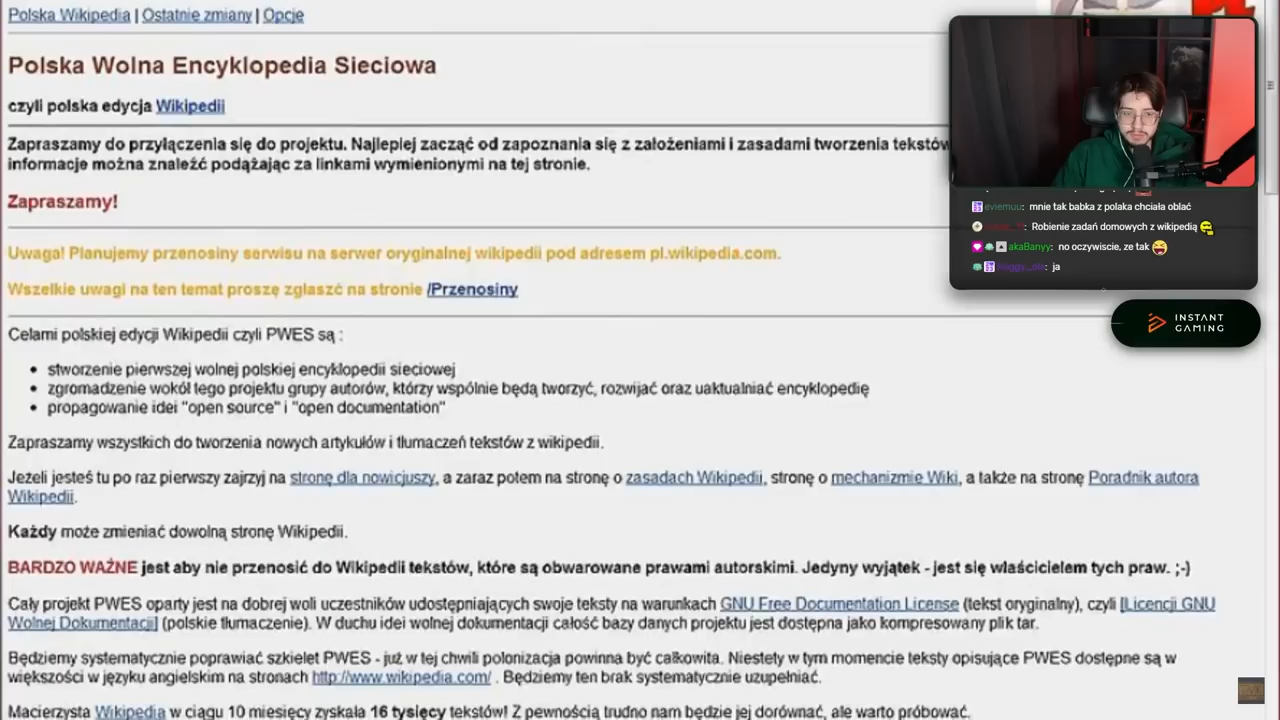 Polska Wikipedia | Ostatnie zmiany | Opcje
Polska Wolna Encyklopedia Sieciowa
czyli polska edycja Wikipedii
Zapraszamy do przyłączenia się do projektu. Najlepiej zacząć od zapoznania się z założeniami i zasadami tworzenia tekstów
informacje można znaleźć podążając za linkami wymienionymi na tej stronie.
Zapraszamy!
Uwaga! Planujemy przenosiny serwisu na serwer oryginalnej wikipedii pod adresem pl.wikipedia.com.
Wszelkie uwagi na ten temat proszę zglaszć na stronie /Przenosiny
Celami polskiej edycji Wikipedii czyli PWES są :
• stworzenie pierwszej wolnej polskiej encyklopedii sieciowej
• zgromadzenie wokół tego projektu grupy autorów, którzy wspólnie będą tworzyć, rozwijać oraz uaktualniać encyklopedię
• propagowanie idei "open source" i "open documentation"
Zapraszamy wszystkich do tworzenia nowych artykułów i tłumaczeń tekstów z wikipedii.
Jeżeli jesteś tu po raz pierwszy zajrzyj na stronę dla nowicjuszy, a zaraz potem na stronę o zasadach Wikipedii, stronę o mechanizmie Wiki, a także na stronę Poradnik autora
Wikipedii.
Każdy może zmieniać dowolną stronę Wikipedii.
BARDZO WAŻNE jest aby nie przenosić do Wikipedii tekstów, które są obwarowane prawami autorskimi. Jedyny wyjątek - jest się właścicielem tych praw. ;-)
Cały projekt PWES oparty jest na dobrej woli uczestników udostępniających swoje teksty na warunkach GNU Free Documentation License (tekst oryginalny), czyli [Licencji GNU
Wolnej Dokumentacji] (polskie tłumaczenie). W duchu idei wolnej dokumentacji całość bazy danych projektu jest dostępna jako kompresowany plik tar.
Będziemy systematycznie poprawiać szkielet PWES - już w tej chwili polonizacja powinna być całkowita. Niestety w tym momencie teksty opisujące PWES dostępne są w
większości w języku angielskim na stronach http://www.wikipedia.com/ . Będziemy ten brak systematycznie uzupełniać.
Macierzysta Wikipedia w ciągu 10 miesięcy zyskała 16 tysięcy tekstów! Z pewnością trudno nam będzie jej dorównać, ale warto próbować.
eviemuu: mnie tak babka z polaka chciała oblać
Robienie zadań domowych z wikipedią
akaBanyy: no oczywiscie, ze tak
ja
INSTANT
GAMING